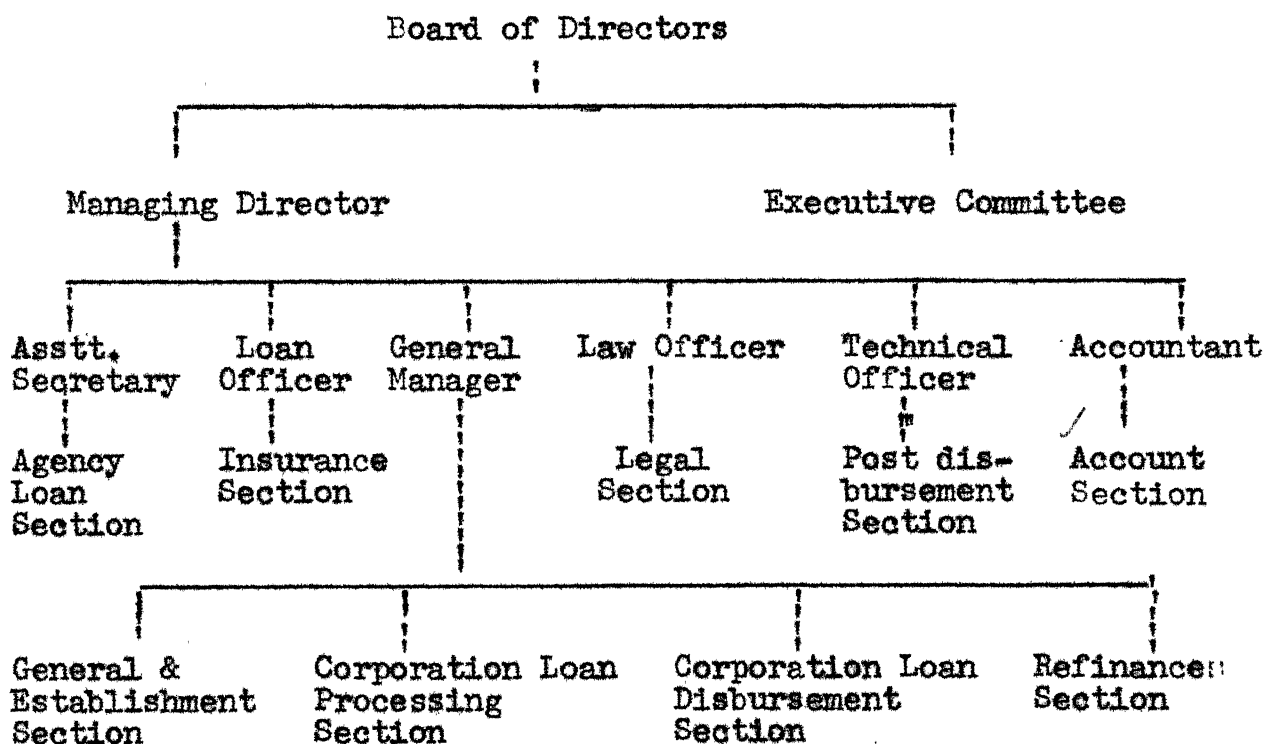 Board of Directors
Managing Director Executive Committee
Asstt. Loan General Law Officer Technical Accountant
Secretary Officer Manager Officer
Agency Insurance Legal Post dis- Account
Loan Section Section bursement Section
Section Section
General & Corporation Loan Corporation Loan Refinance
Establishment Processing Disbursement Section
Section Section Section